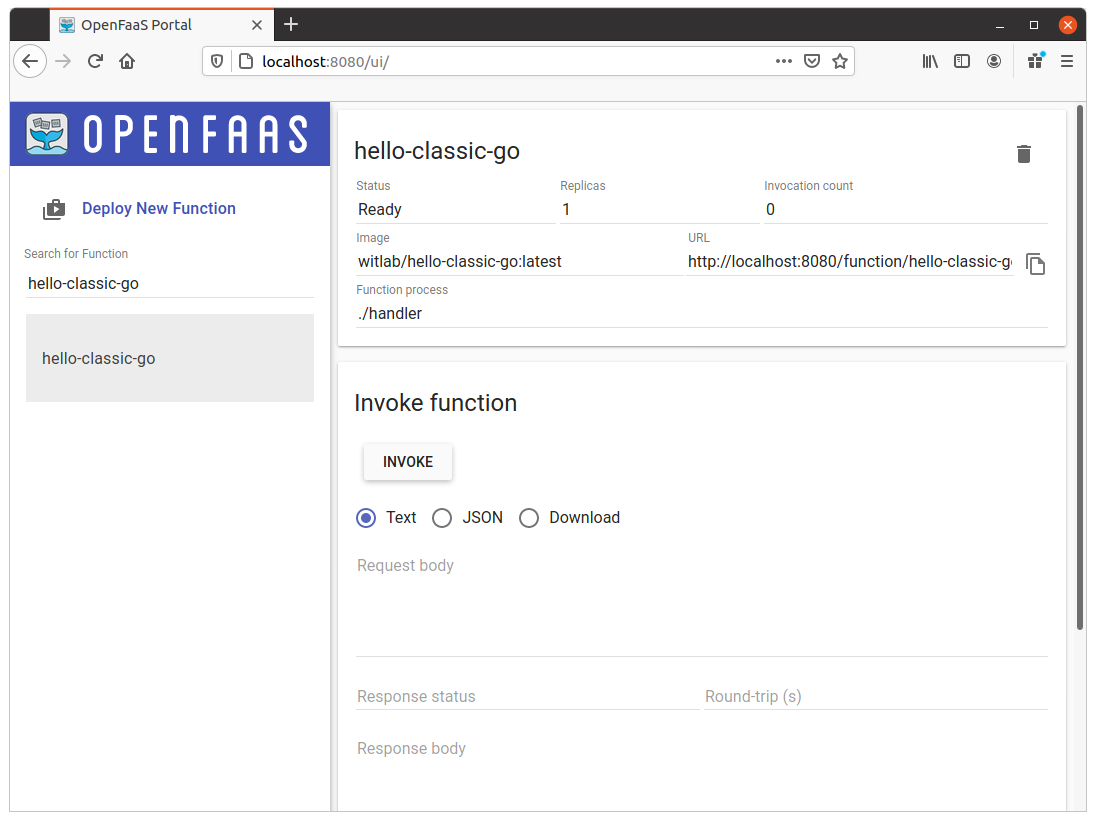 OpenFaaS Portal
localhost:8080/ui/
OPENFAAS
Deploy New Function
Search for Function
hello-classic-go
hello-classic-go
hello-classic-go
Status Replicas Invocation count
Ready 1 0
Image URL
witlab/hello-classic-go:latest http://localhost:8080/function/hello-classic-g
Function process
./handler
Invoke function
INVOKE
Text JSON Download
Request body
Response status Round-trip (s)
Response body